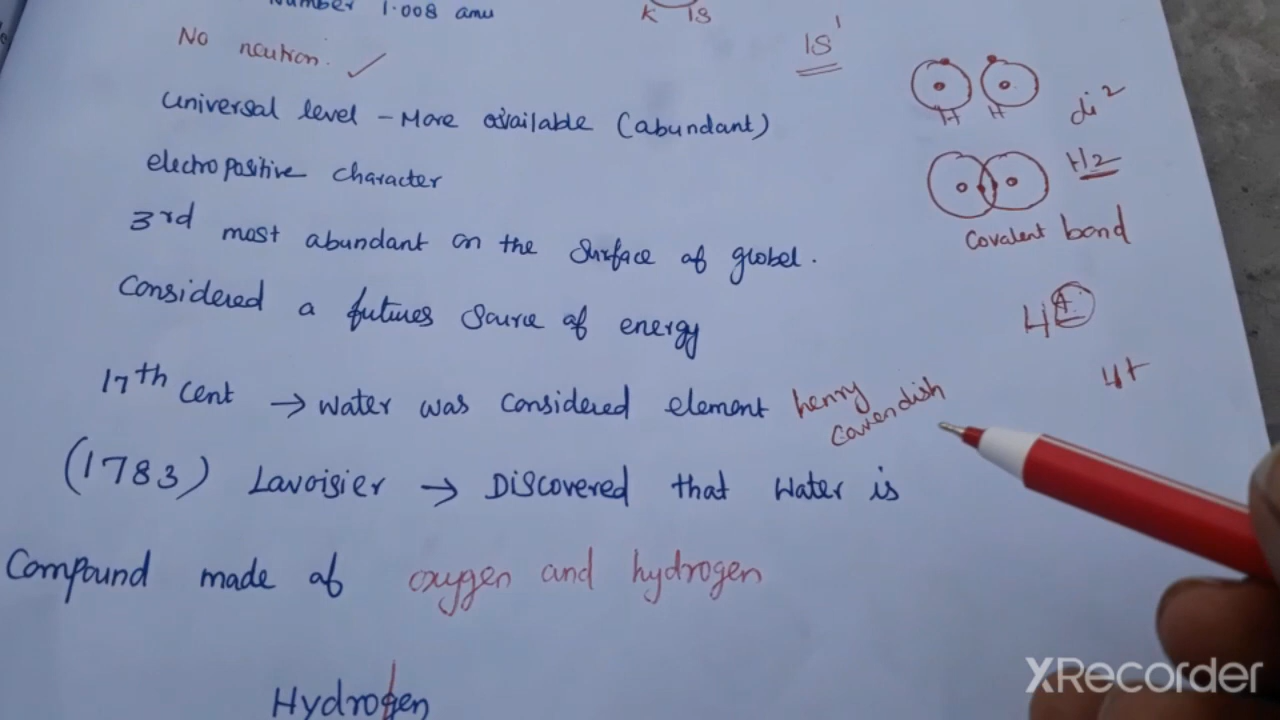 Number 1.008 amu
K 1s
No neutron. ✓
1s¹
Universal level - More available (abundant)
H H
di²
electropositive character
H2
3rd most abundant on the surface of globel.
Covalent bond
Considered a futures source of energy
17th cent → water was considered element henry cavendish
(1783) Lavoisier → Discovered that water is
Compound made of oxygen and hydrogen
Hydrogen
XRecorder